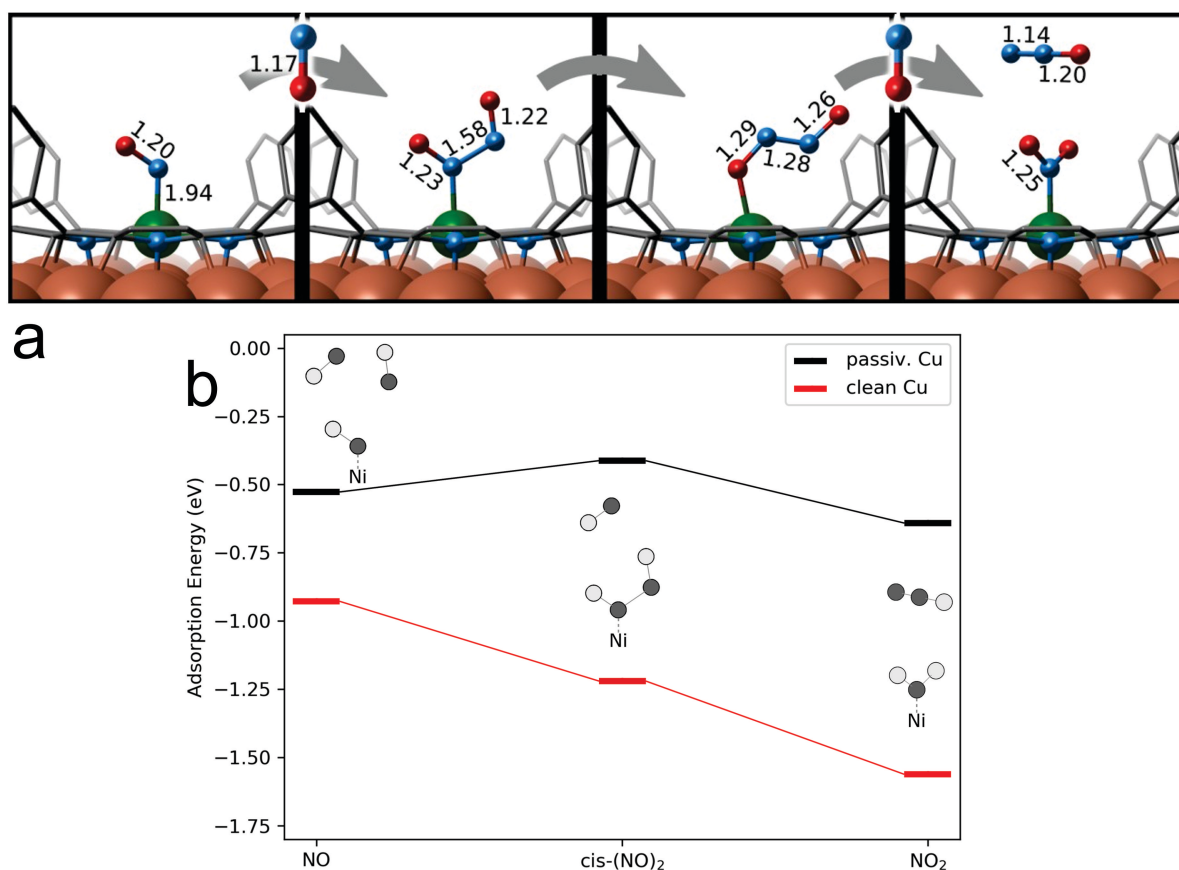 1.17
1.20
1.94
1.58
1.22
1.23
1.29
1.26
1.28
1.14
1.20
1.25
a
b
0.00
−0.25
−0.50
−0.75
−1.00
−1.25
−1.50
−1.75
Adsorption Energy (eV)
passiv. Cu
clean Cu
Ni
Ni
Ni
NO
cis-(NO)₂
NO₂